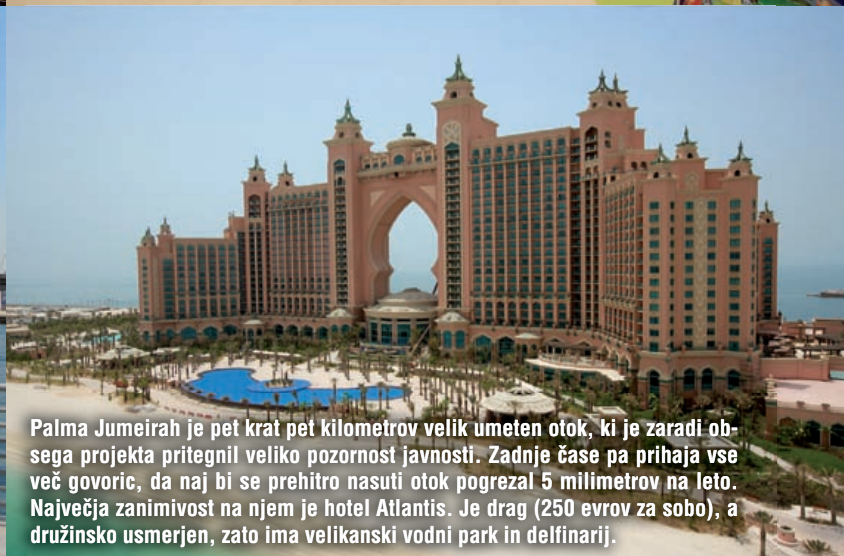 Palma Jumeirah je pet krat pet kilometrov velik umeten otok, ki je zaradi ob-
sega projekta pritegnil veliko pozornost javnosti. Zadnje čase pa prihaja vse
več govoric, da naj bi se prehitro nasuti otok pogrezal 5 milimetrov na leto.
Največja zanimivost na njem je hotel Atlantis. Je drag (250 evrov za sobo), a
družinsko usmerjen, zato ima velikanski vodni park in delfinarij.